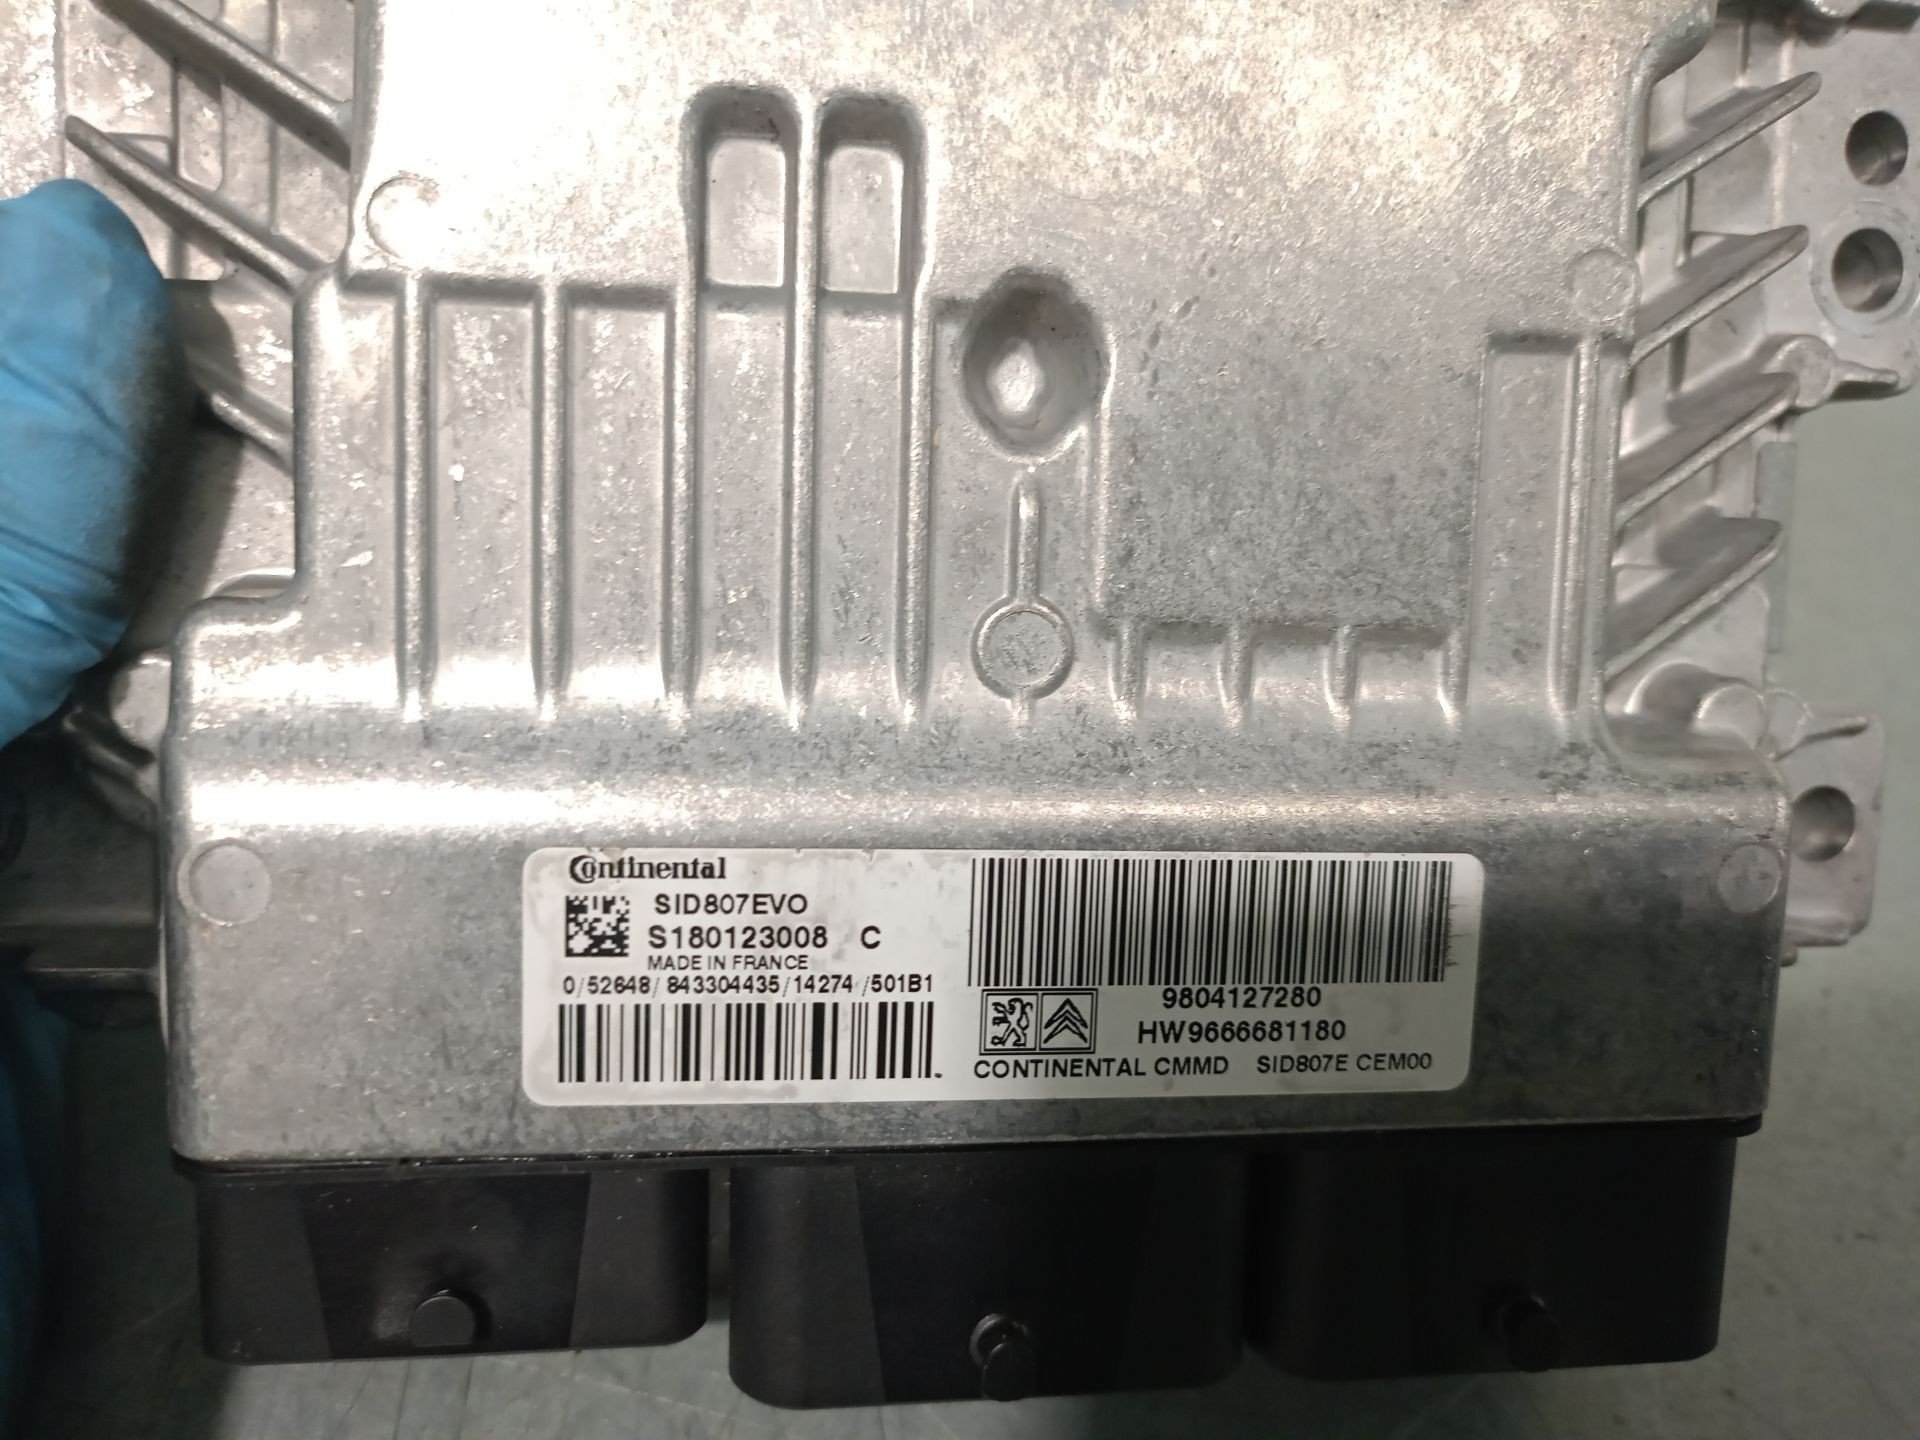 Continental
SID807EVO
S180123008 C
MADE IN FRANCE
0/52648/843304435/14274/501B1
9804127280
HW9666681180
CONTINENTAL CMMD SID807E CEM00